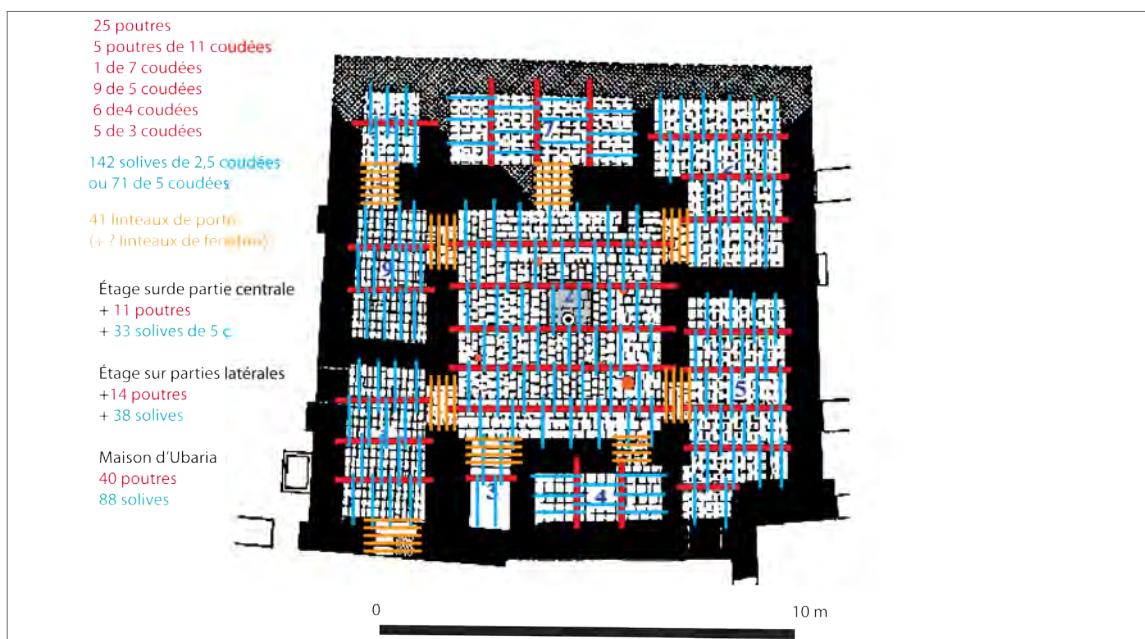 25 poutres
5 poutres de 11 coudées
1 de 7 coudées
9 de 5 coudées
6 de4 coudées
5 de 3 coudées
142 solives de 2,5 coudées
ou 71 de 5 coudées
41 linteaux de porte
(+ ? linteaux de fenêtre)
Étage surde partie centrale
+ 11 poutres
+ 33 solives de 5 c.
Étage sur parties latérales
+14 poutres
+ 38 solives
Maison d'Ubaria
40 poutres
88 solives
7
9
2
5
3
4
0
10 m